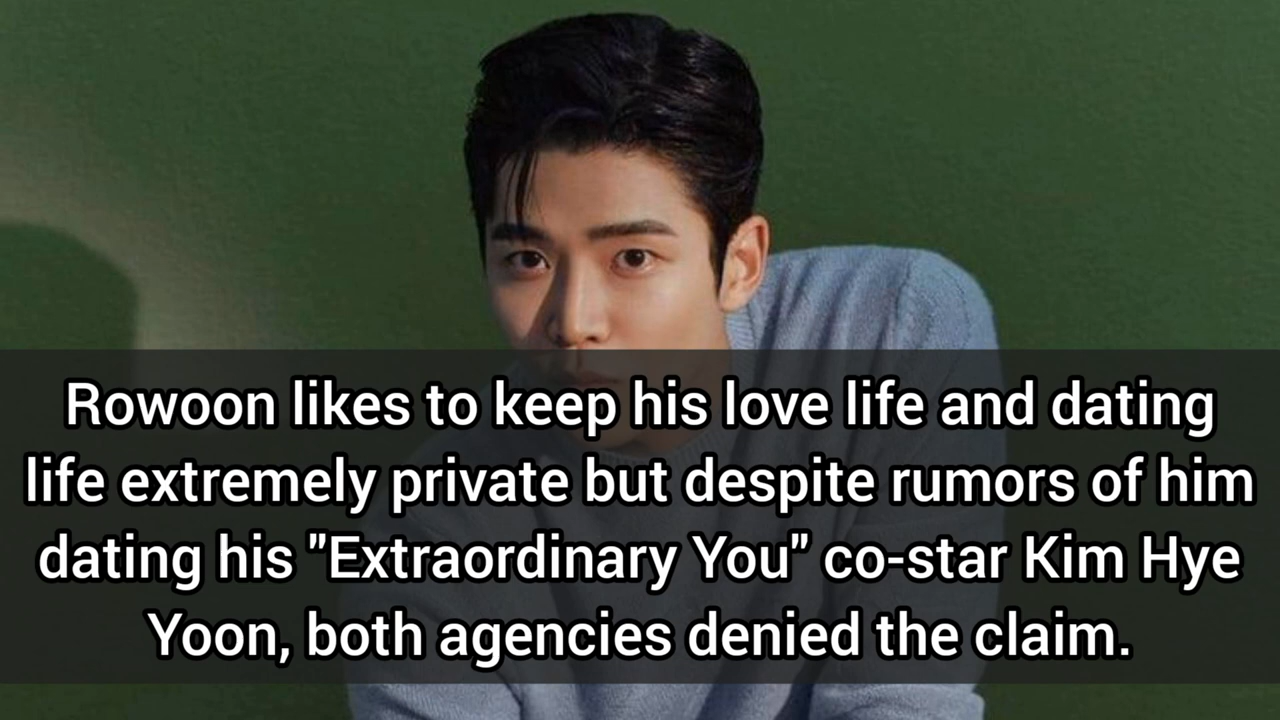 Rowoon likes to keep his love life and dating
life extremely private but despite rumors of him
dating his "Extraordinary You" co-star Kim Hye
Yoon, both agencies denied the claim.